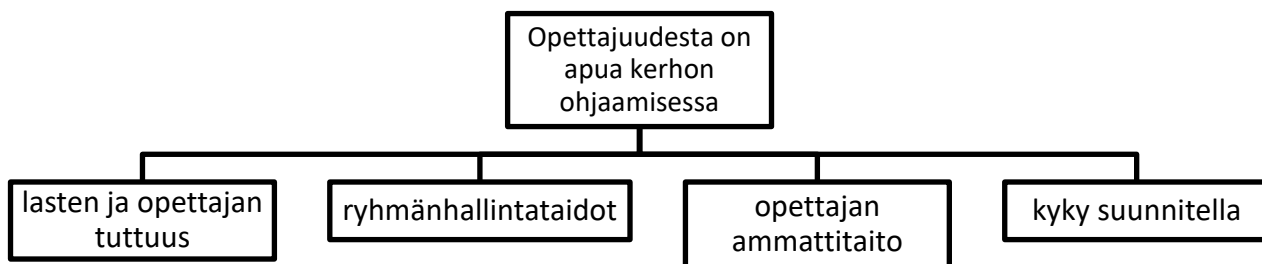 Opettajuudesta on
apua kerhon
ohjaamisessa
lasten ja opettajan
tuttuus
ryhmänhallintataidot
opettajan
ammattitaito
kyky suunnitella